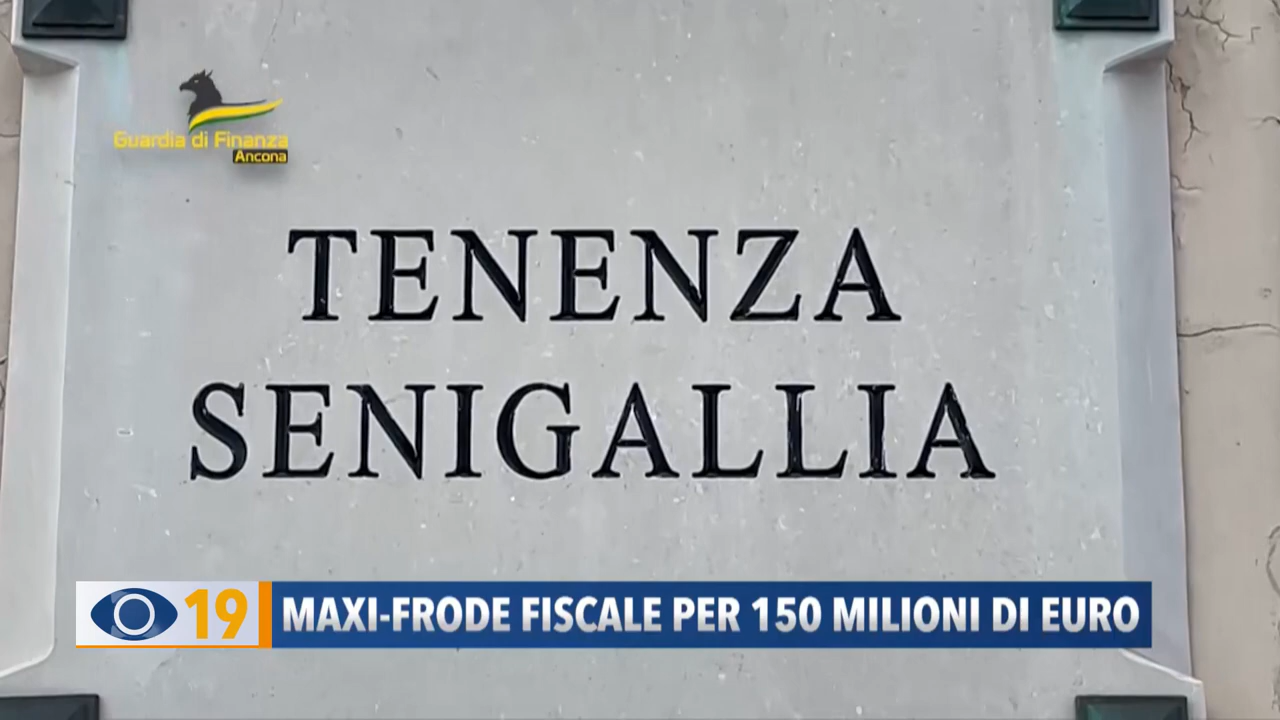 Guardia di Finanza
Ancona
TENENZA
SENIGALLIA
19 MAXI-FRODE FISCALE PER 150 MILIONI DI EURO